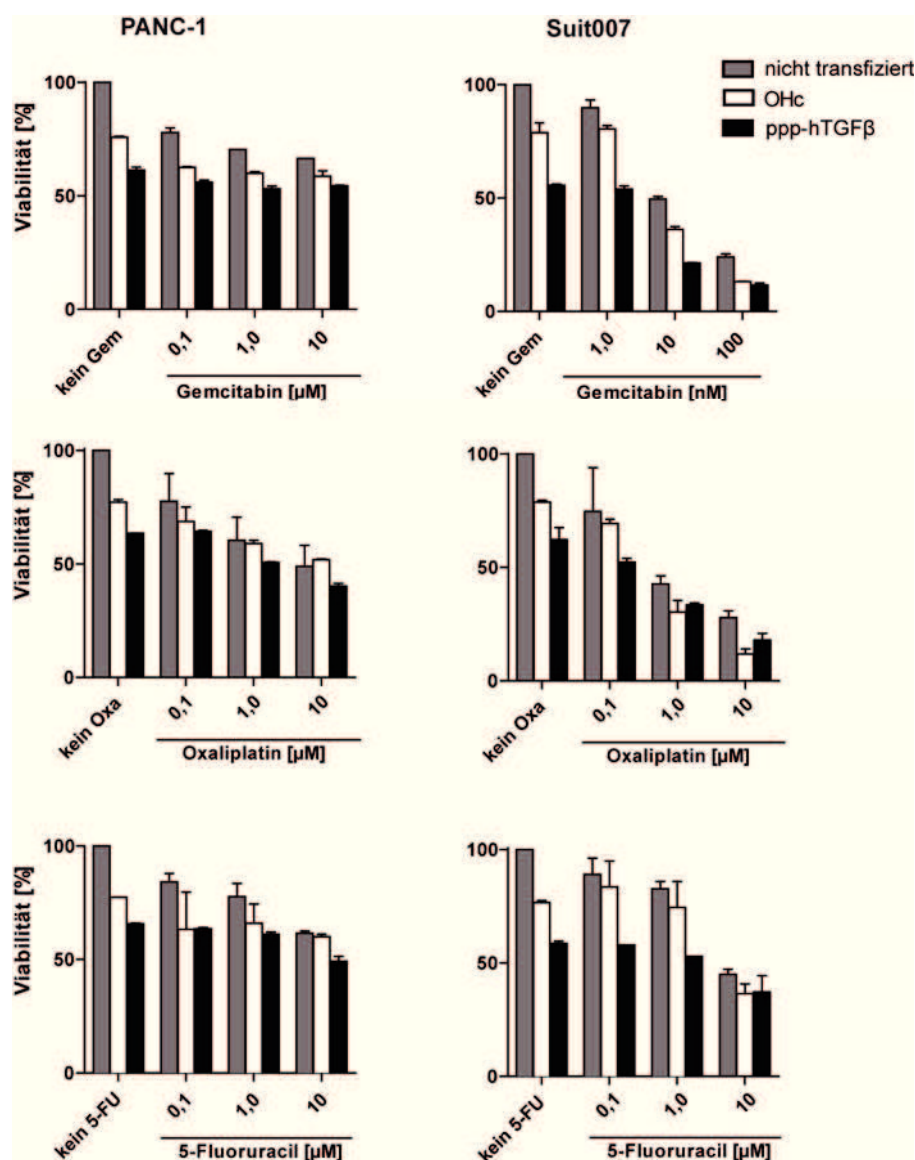 PANC-1
Suit007
nicht transfiziert
OHc
ppp-hTGFβ
Viabilität [%]
100
50
0
kein Gem
0,1
1,0
10
Gemcitabin [µM]
100
50
0
kein Gem
1,0
10
100
Gemcitabin [nM]
Viabilität [%]
100
50
0
kein Oxa
0,1
1,0
10
Oxaliplatin [µM]
100
50
0
kein Oxa
0,1
1,0
10
Oxaliplatin [µM]
Viabilität [%]
100
50
0
kein 5-FU
0,1
1,0
10
5-Fluoruracil [µM]
100
50
0
kein 5-FU
0,1
1,0
10
5-Fluoruracil [µM]